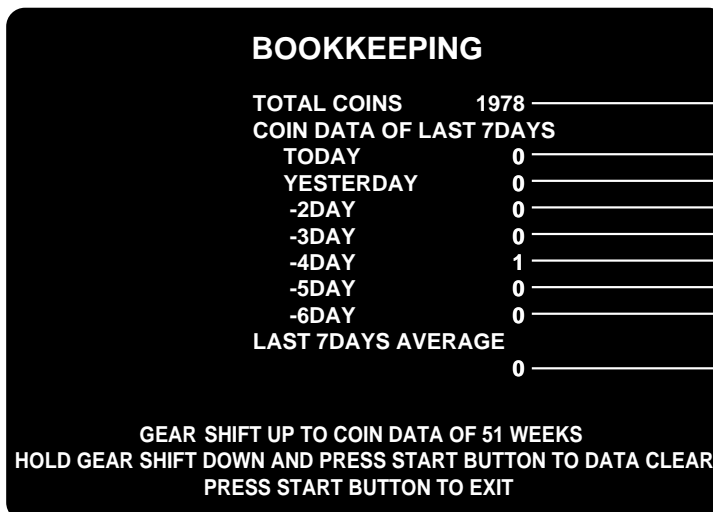 BOOKKEEPING
TOTAL COINS 1978
COIN DATA OF LAST 7DAYS
TODAY 0
YESTERDAY 0
-2DAY 0
-3DAY 0
-4DAY 1
-5DAY 0
-6DAY 0
LAST 7DAYS AVERAGE
0
GEAR SHIFT UP TO COIN DATA OF 51 WEEKS
HOLD GEAR SHIFT DOWN AND PRESS START BUTTON TO DATA CLEAR
PRESS START BUTTON TO EXIT